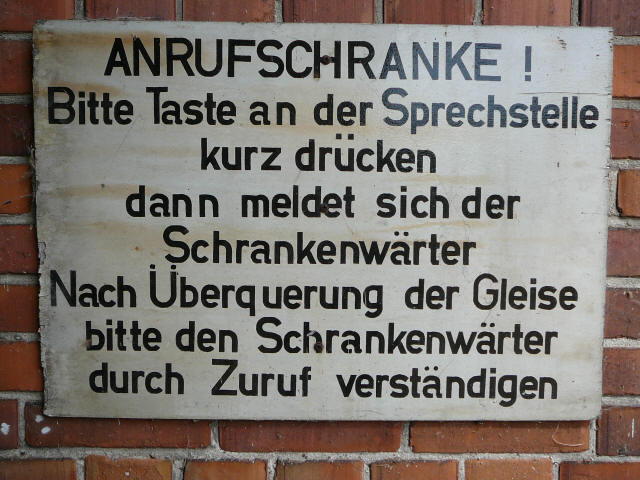 ANRUFSCHRANKE !
Bitte Taste an der Sprechstelle
kurz drücken
dann meldet sich der
Schrankenwärter
Nach Überquerung der Gleise
bitte den Schrankenwärter
durch Zuruf verständigen